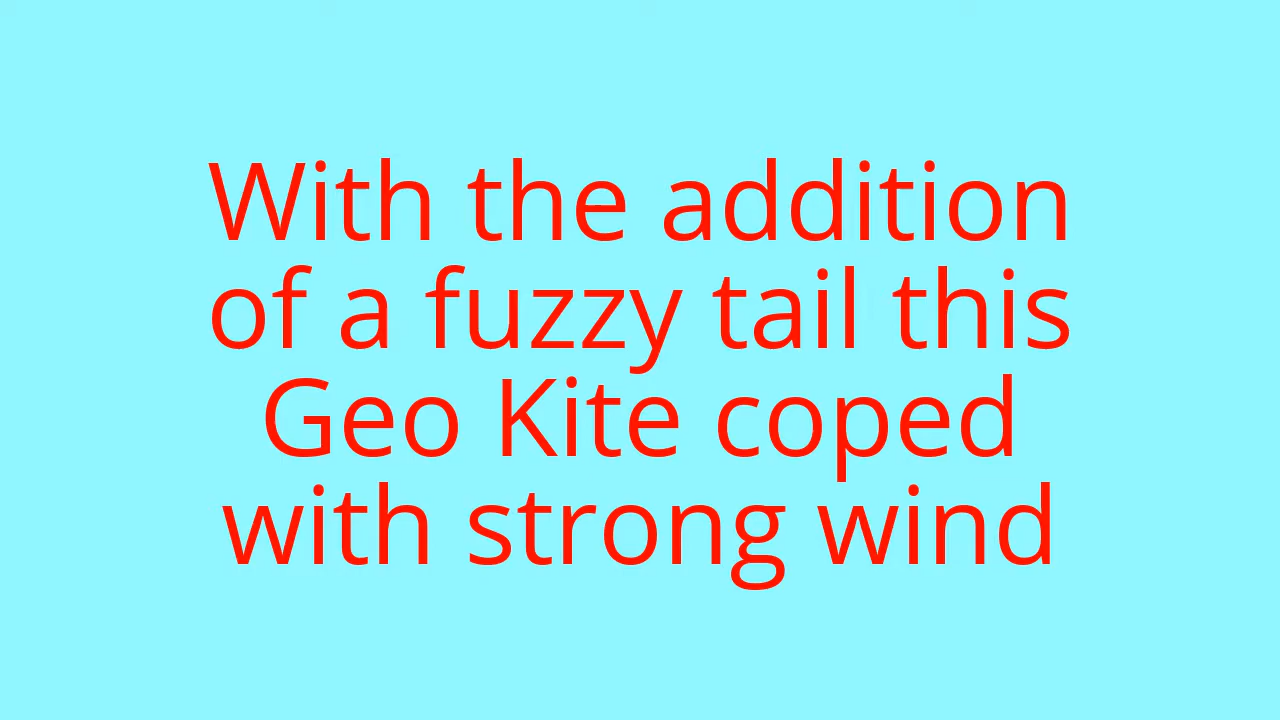 With the addition
of a fuzzy tail this
Geo Kite coped
with strong wind